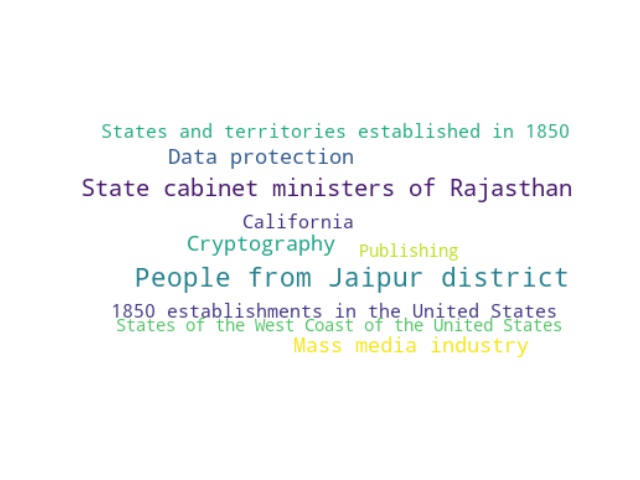 States and territories established in 1850
Data protection
State cabinet ministers of Rajasthan
California
Cryptography
Publishing
People from Jaipur district
1850 establishments in the United States
States of the West Coast of the United States
Mass media industry